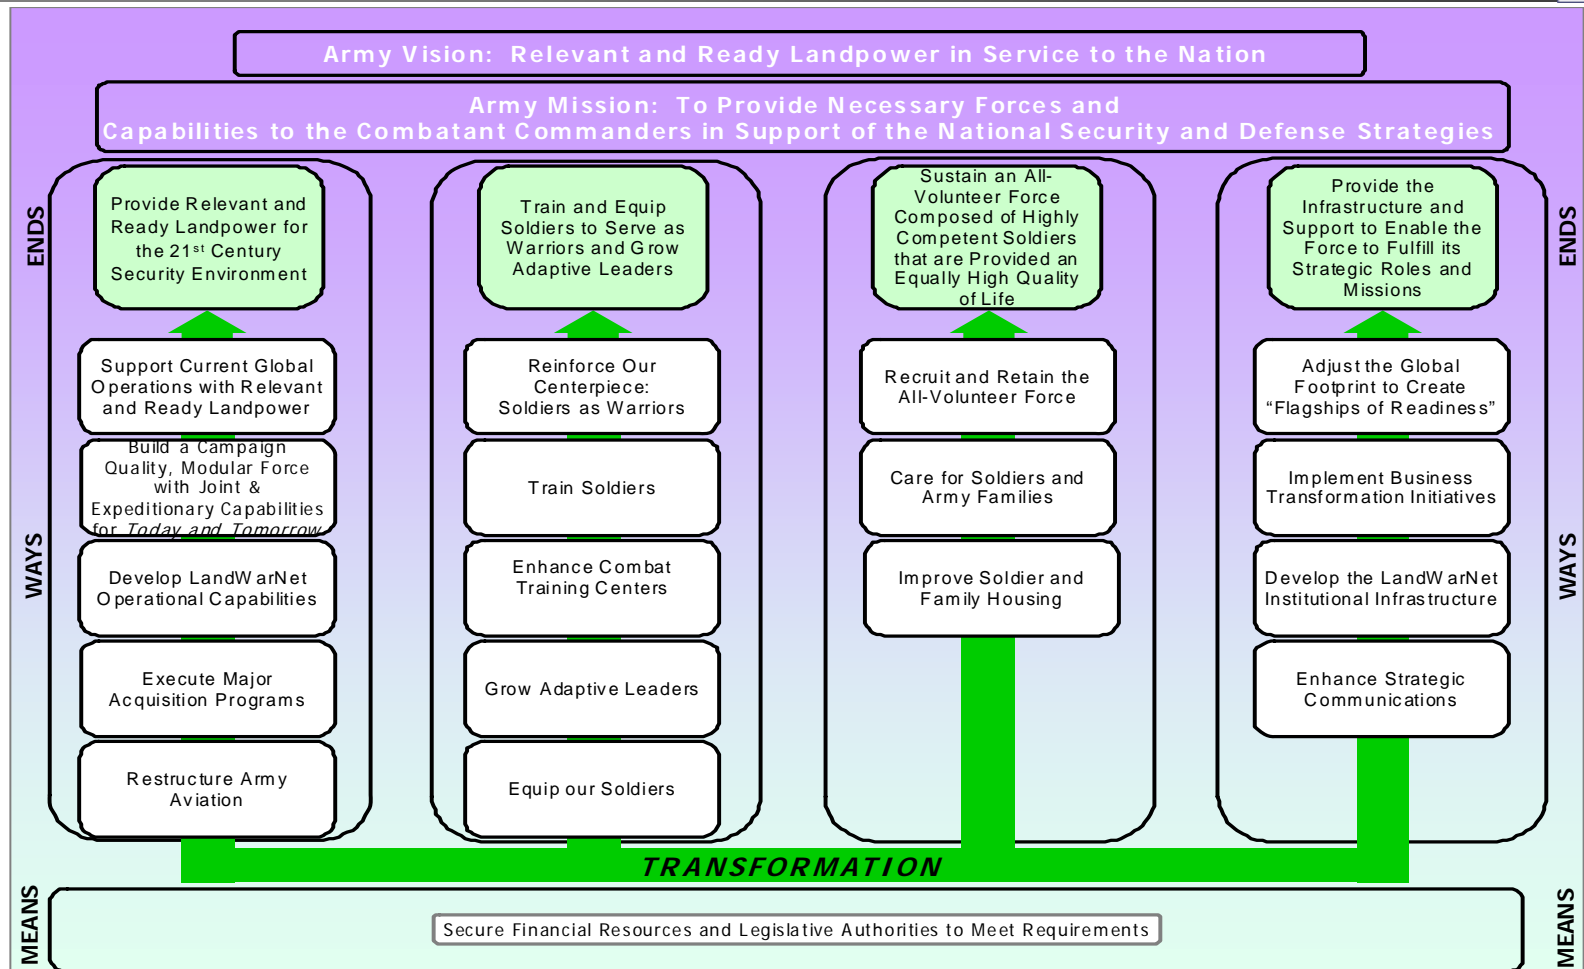 Army Vision: Relevant and Ready Landpower in Service to the Nation
Army Mission: To Provide Necessary Forces and
Capabilities to the Combatant Commanders in Support of the National Security and Defense Strategies
ENDS
Provide Relevant and
Ready Landpower for
the 21st Century
Security Environment
Train and Equip
Soldiers to Serve as
Warriors and Grow
Adaptive Leaders
Sustain an All-
Volunteer Force
Composed of Highly
Competent Soldiers
that are Provided an
Equally High Quality
of Life
Provide the
Infrastructure and
Support to Enable the
Force to Fulfill its
Strategic Roles and
Missions
ENDS
WAYS
Support Current Global
Operations with Relevant
and Ready Landpower
Build a Campaign
Quality, Modular Force
with Joint &
Expeditionary Capabilities
for Today and Tomorrow
Develop LandWarNet
Operational Capabilities
Execute Major
Acquisition Programs
Restructure Army
Aviation
Reinforce Our
Centerpiece:
Soldiers as Warriors
Train Soldiers
Enhance Combat
Training Centers
Grow Adaptive Leaders
Equip our Soldiers
Recruit and Retain the
All-Volunteer Force
Care for Soldiers and
Army Families
Improve Soldier and
Family Housing
Adjust the Global
Footprint to Create
“Flagships of Readiness”
Implement Business
Transformation Initiatives
Develop the LandWarNet
Institutional Infrastructure
Enhance Strategic
Communications
WAYS
TRANSFORMATION
MEANS
Secure Financial Resources and Legislative Authorities to Meet Requirements
MEANS